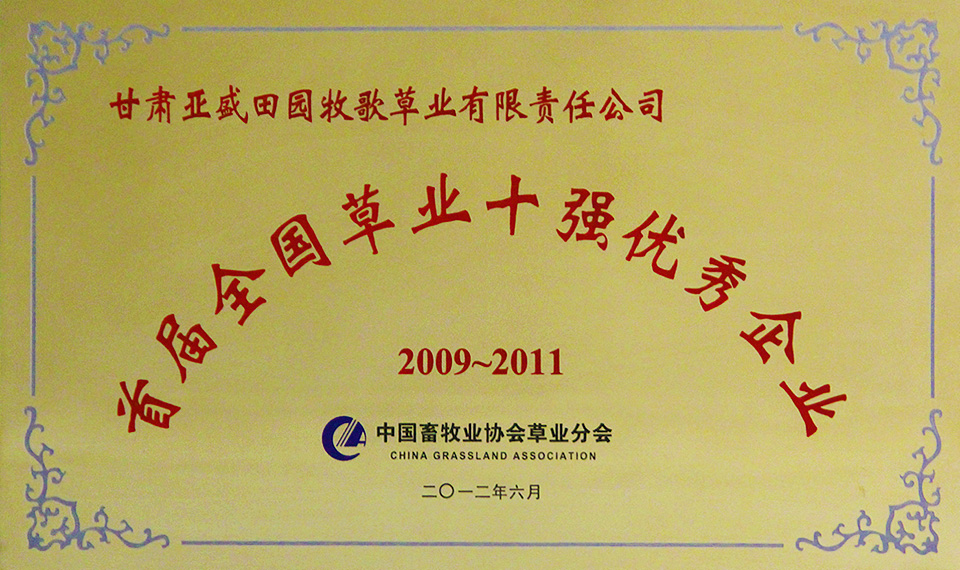 甘肃亚盛田园牧歌草业有限责任公司
首届全国草业十强优秀企业
2009~2011
中国畜牧业协会草业分会
CHINA GRASSLAND ASSOCIATION
二〇一二年六月